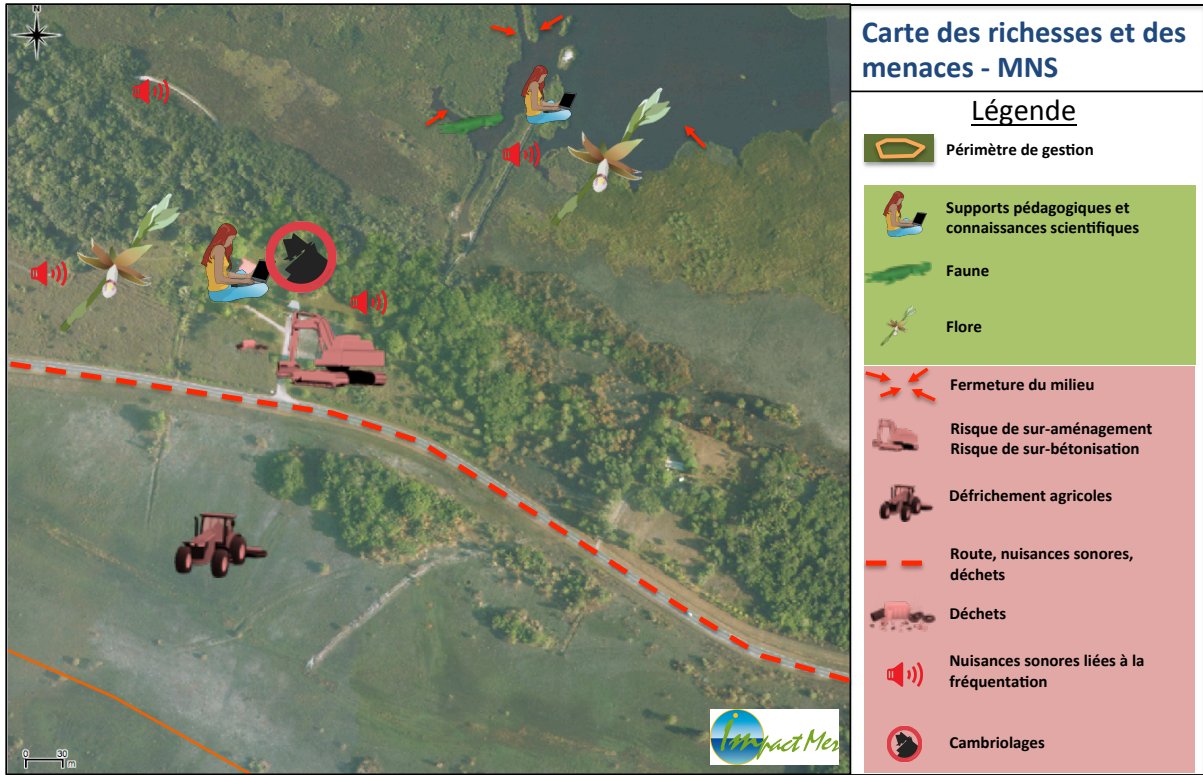 N
Carte des richesses et des
menaces - MNS
Légende
Périmètre de gestion
Supports pédagogiques et
connaissances scientifiques
Faune
Flore
Fermeture du milieu
Risque de sur-aménagement
Risque de sur-bétonisation
Défrichement agricoles
Route, nuisances sonores,
déchets
Déchets
Nuisances sonores liées à la
fréquentation
Cambriolages
0 30
m
Impact Mer